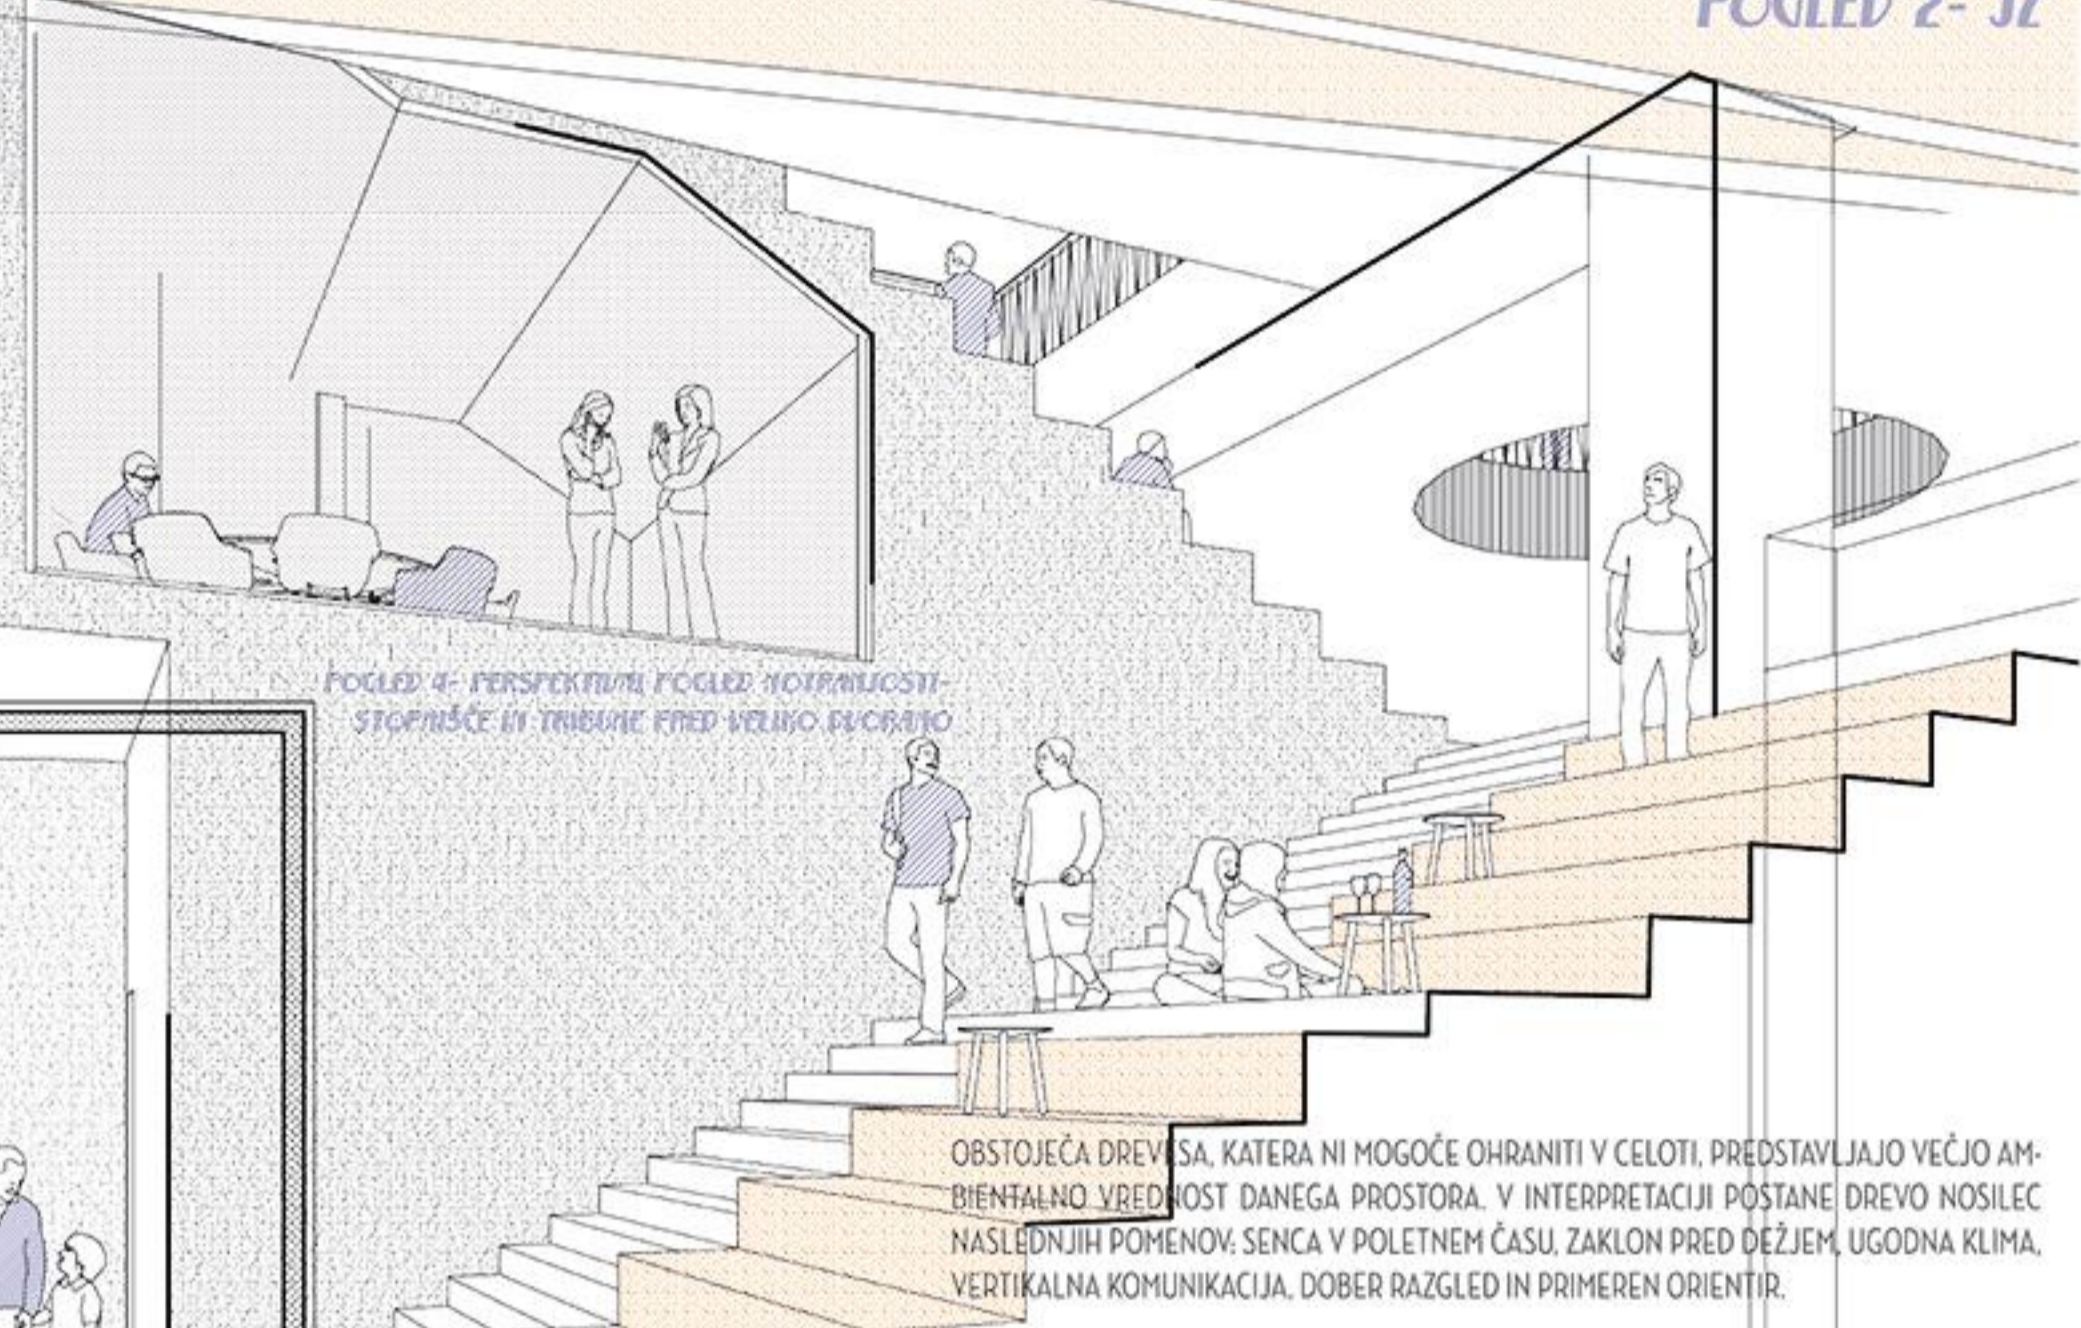 POGLED 2- JZ
POGLED 4- PERSPEKTIVNI POGLED NOTRANJOSTI-
STOPNIŠČE IN TRIBUNE PRED VELIKO DVORANO
OBSTOJEČA DREVESA, KATERA NI MOGOČE OHRANITI V CELOTI, PREDSTAVLJAJO VEČJO AM-
BIENTALNO VREDNOST DANEGA PROSTORA. V INTERPRETACIJI POSTANE DREVO NOSILEC
NASLEDNJIH POMENOV: SENCA V POLETNEM ČASU, ZAKLON PRED DEŽJEM, UGODNA KLIMA,
VERTIKALNA KOMUNIKACIJA, DOBER RAZGLED IN PRIMEREN ORIENTIR.